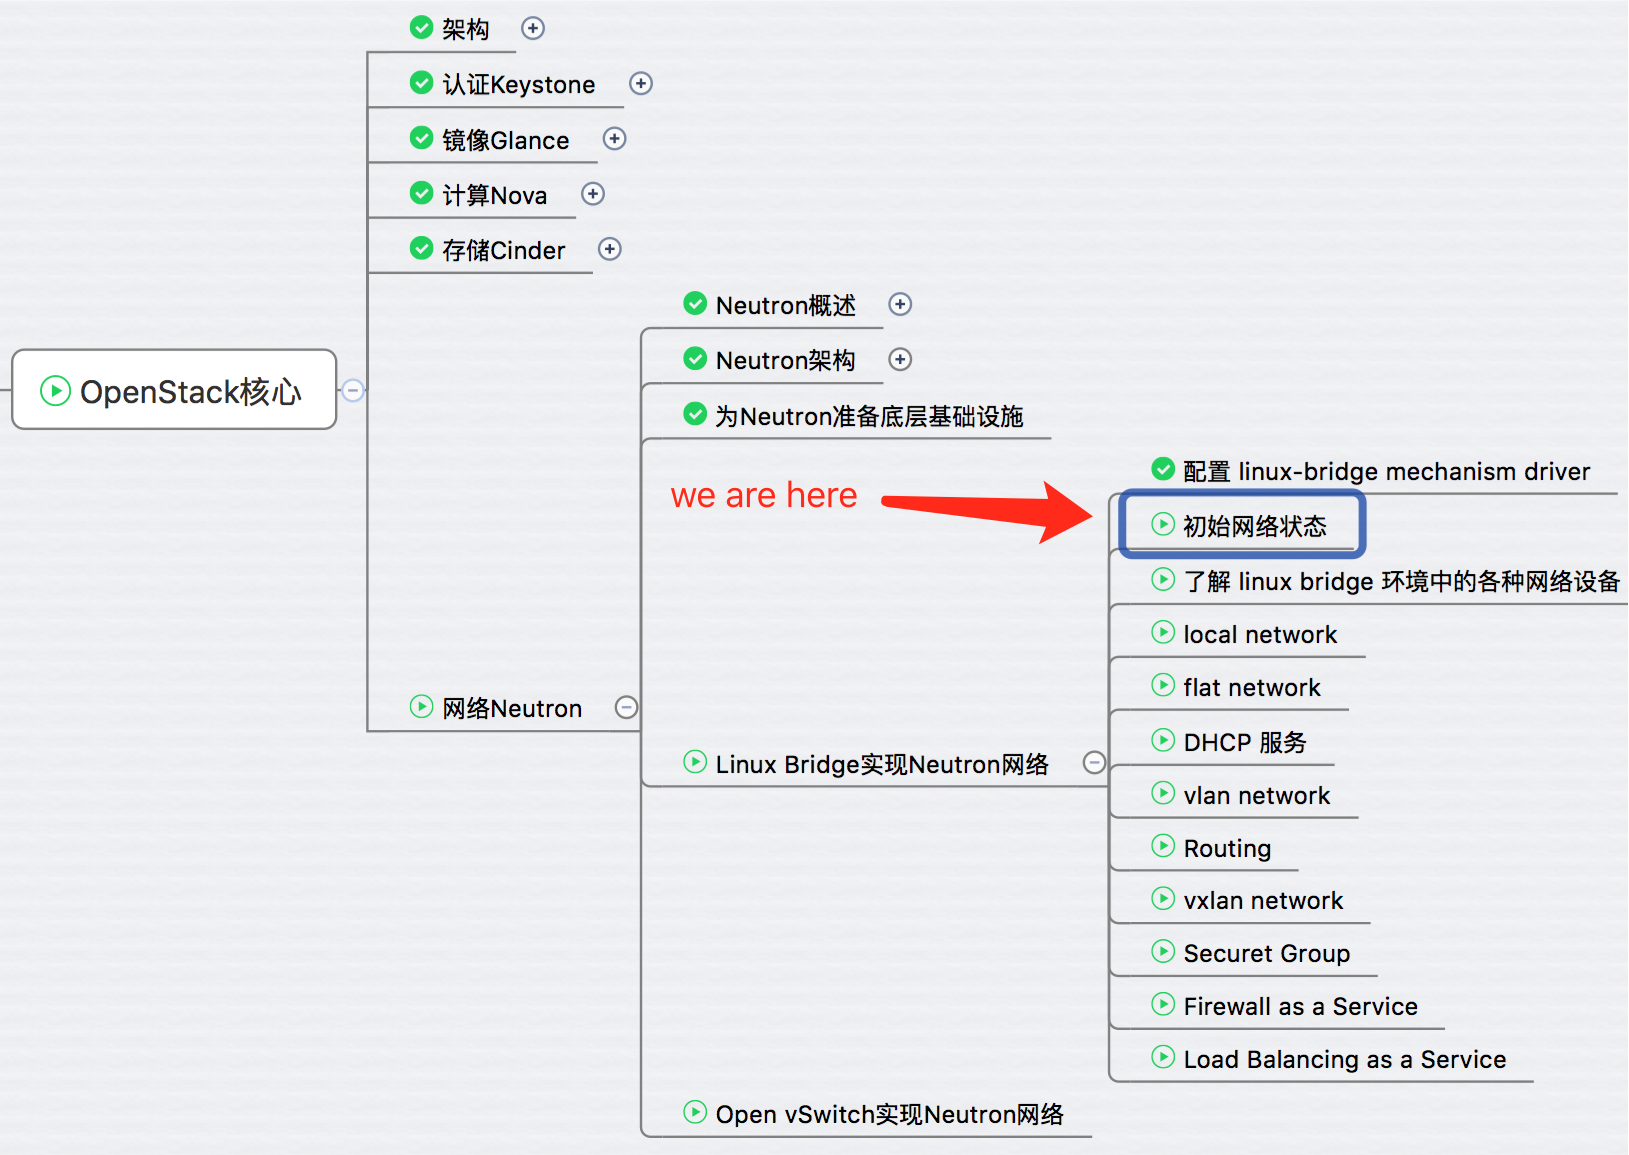 架构
认证Keystone
镜像Glance
计算Nova
存储Cinder
OpenStack核心
网络Neutron
Neutron概述
Neutron架构
为Neutron准备底层基础设施
we are here
Linux Bridge实现Neutron网络
配置 linux-bridge mechanism driver
初始网络状态
了解 linux bridge 环境中的各种网络设备
local network
flat network
DHCP 服务
vlan network
Routing
vxlan network
Securet Group
Firewall as a Service
Load Balancing as a Service
Open vSwitch实现Neutron网络